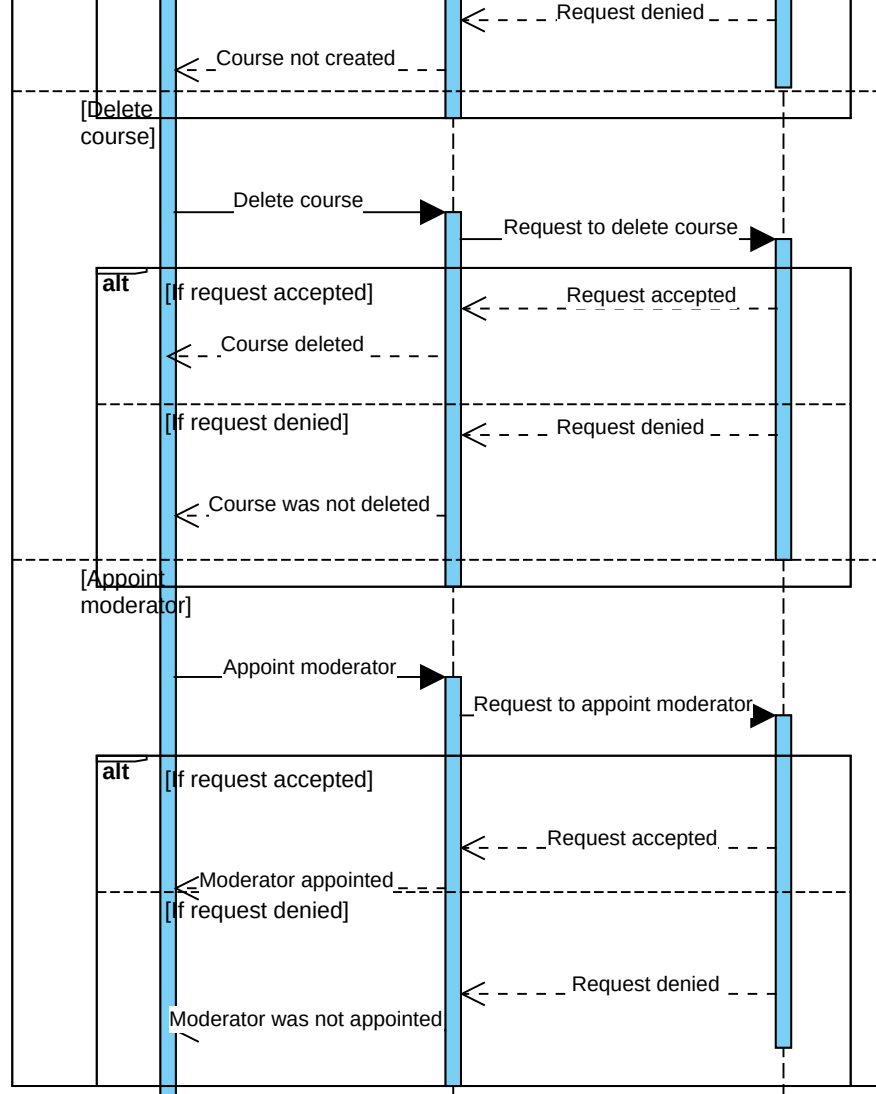 Request denied
Course not created
[Delete
course]
Delete course
Request to delete course
alt
[If request accepted]
Request accepted
Course deleted
[If request denied]
Request denied
Course was not deleted
[Appoint
moderator]
Appoint moderator
Request to appoint moderator
alt
[If request accepted]
Request accepted
Moderator appointed
[If request denied]
Request denied
Moderator was not appointed